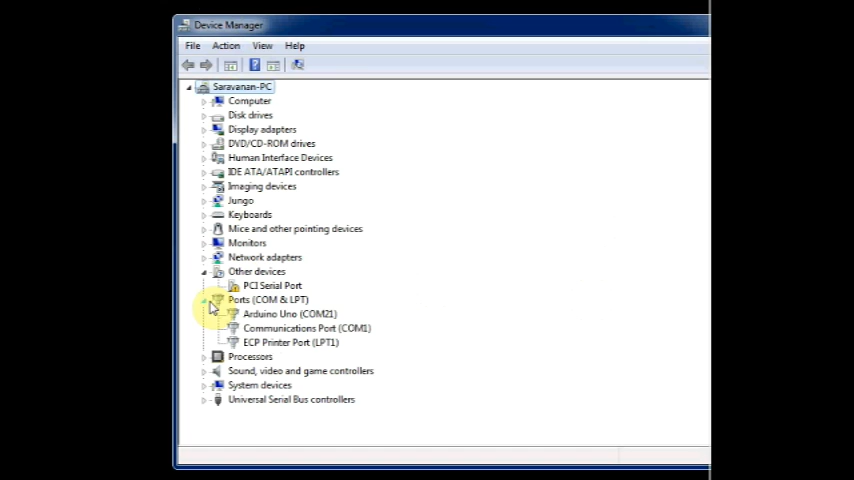 Device Manager
File Action View Help
Saravanan-PC
Computer
Disk drives
Display adapters
DVD/CD-ROM drives
Human Interface Devices
IDE ATA/ATAPI controllers
Imaging devices
Jungo
Keyboards
Mice and other pointing devices
Monitors
Network adapters
Other devices
PCI Serial Port
Ports (COM & LPT)
Arduino Uno (COM21)
Communications Port (COM1)
ECP Printer Port (LPT1)
Processors
Sound, video and game controllers
System devices
Universal Serial Bus controllers